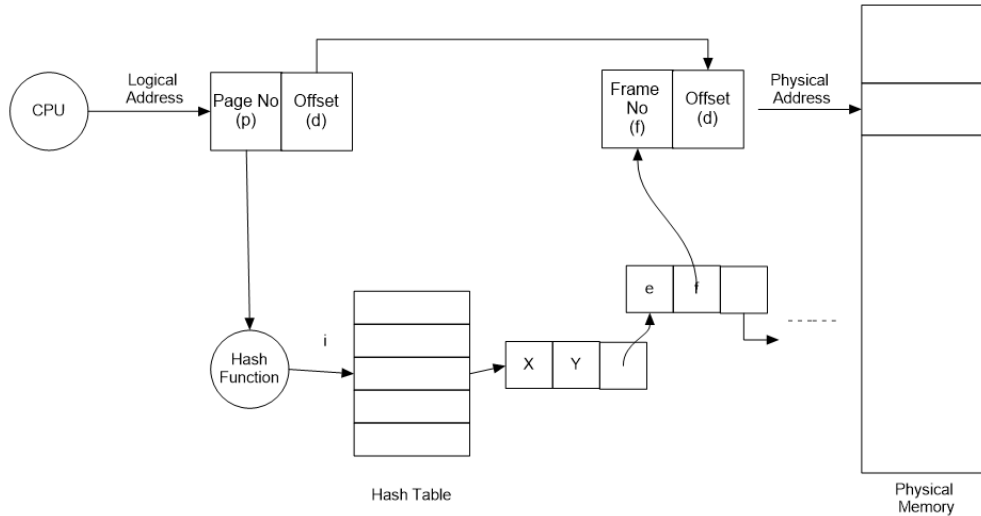 CPU
Logical
Address
Page No
(p)
Offset
(d)
Frame
No
(f)
Offset
(d)
Physical
Address
Hash
Function
i
Hash Table
X
Y
e
f
Physical
Memory